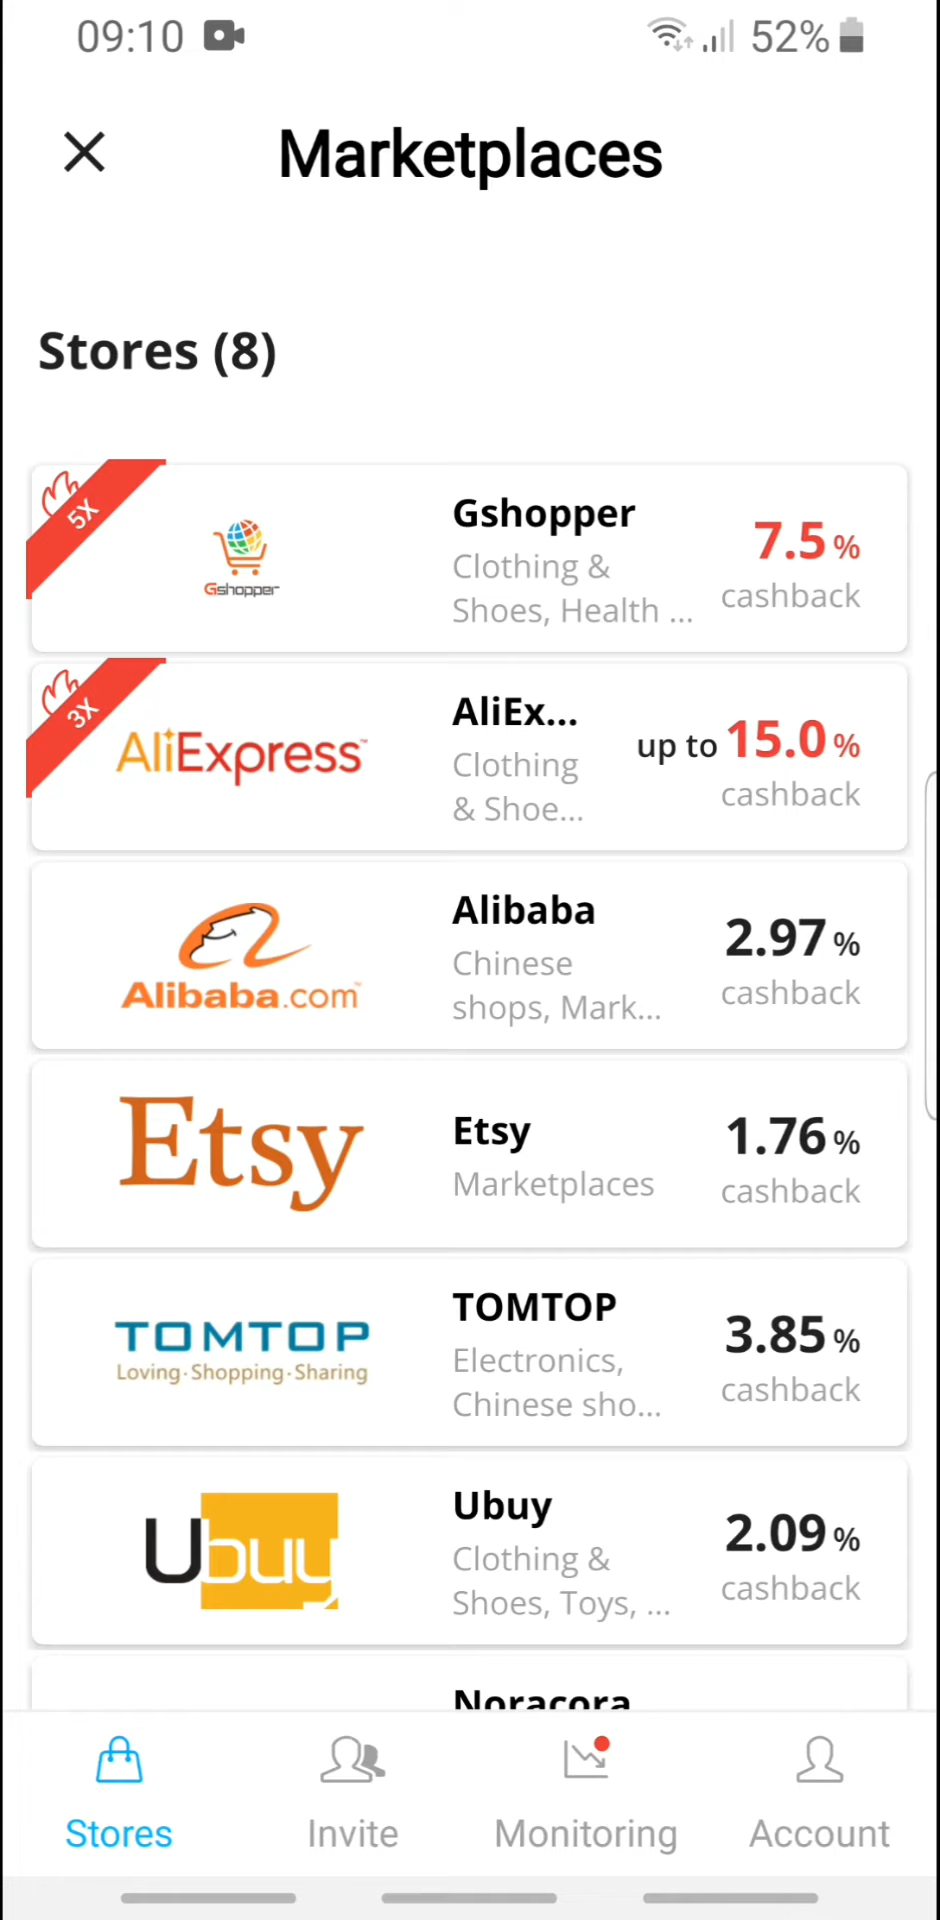 09:10
52%
Marketplaces
Stores (8)
5X
Gshopper
Gshopper
Clothing &
Shoes, Health ...
7.5 %
cashback
3X
AliExpress™
AliEx...
Clothing
& Shoe...
up to 15.0 %
cashback
Alibaba.com™
Alibaba
Chinese
shops, Mark...
2.97 %
cashback
Etsy
Etsy
Marketplaces
1.76 %
cashback
TOMTOP
Loving·Shopping·Sharing
TOMTOP
Electronics,
Chinese sho...
3.85 %
cashback
Ubuy
Ubuy
Clothing &
Shoes, Toys, ...
2.09 %
cashback
Noracora
Stores
Invite
Monitoring
Account